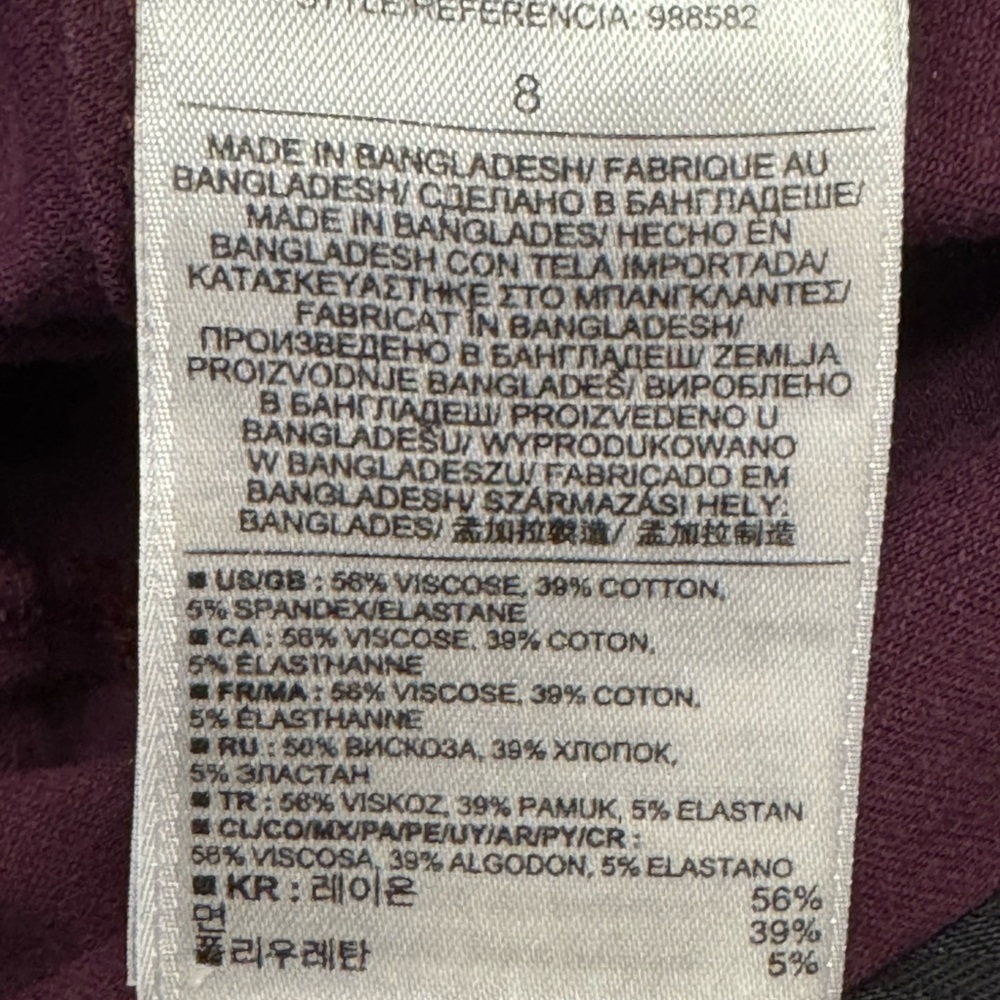 STYLE/REFERENCIA: 988582
8
MADE IN BANGLADESH/ FABRIQUE AU
BANGLADESH/ СДЕЛАНО В БАНГЛАДЕШЕ/
MADE IN BANGLADES/ HECHO EN
BANGLADESH CON TELA IMPORTADA/
ΚΑΤΑΣΚΕΥΑΣΤΗΚΕ ΣΤΟ ΜΠΑΝΓΚΛΑΝΤΕΣ/
FABRICAT ÎN BANGLADESH/
ПРОИЗВЕДЕНО В БАНГЛАДЕШ/ ZEMLJA
PROIZVODNJE BANGLADEŠ/ ВИРОБЛЕНО
В БАНГЛАДЕШ/ PROIZVEDENO U
BANGLADEŠU/ WYPRODUKOWANO
W BANGLADESZU/ FABRICADO EM
BANGLADESH/ SZÁRMAZÁSI HELY:
BANGLADES/ 孟加拉製造/ 孟加拉制造
■ US/GB : 56% VISCOSE, 39% COTTON,
5% SPANDEX/ELASTANE
■ CA : 56% VISCOSE, 39% COTON,
5% ÉLASTHANNE
■ FR/MA : 56% VISCOSE, 39% COTON,
5% ÉLASTHANNE
■ RU : 56% ВИСКОЗА, 39% ХЛОПОК,
5% ЭЛАСТАН
■ TR : 56% VISKOZ, 39% PAMUK, 5% ELASTAN
■ CL/CO/MX/PA/PE/UY/AR/PY/CR :
56% VISCOSA, 39% ALGODON, 5% ELASTANO
■ KR : 레이온 56%
면 39%
폴리우레탄 5%